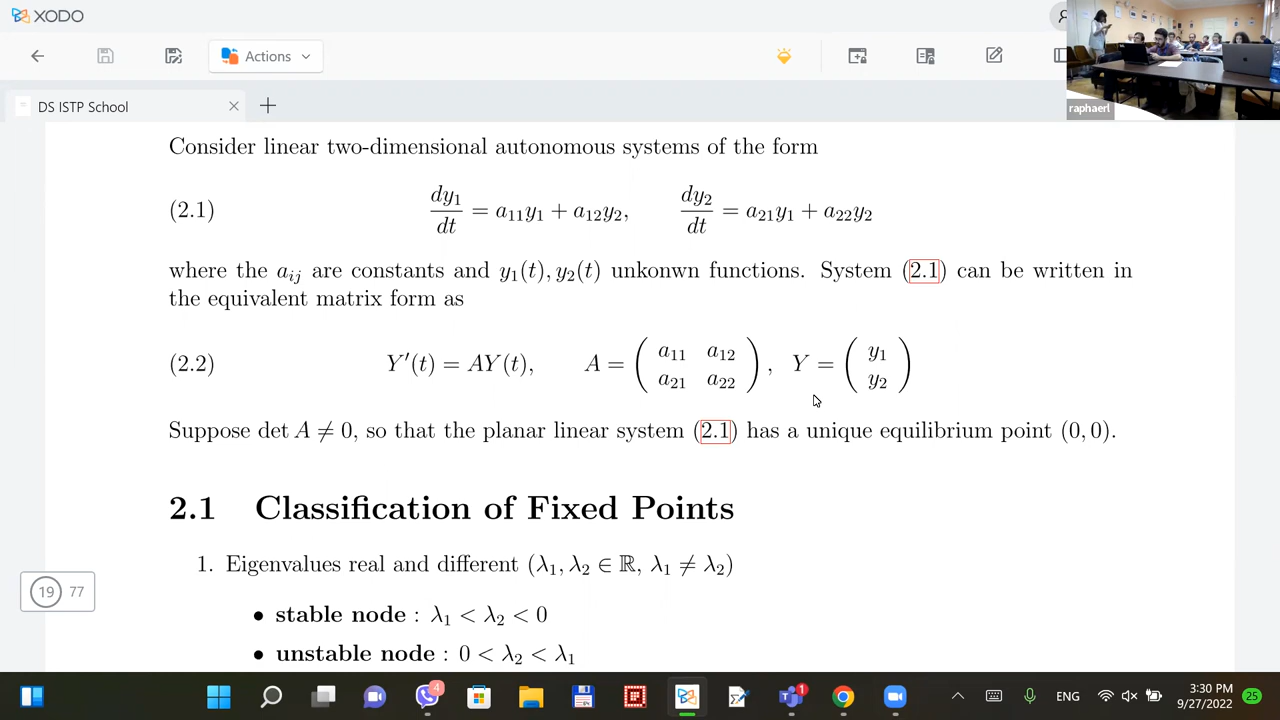 XODO
Actions
DS ISTP School
raphaerl
Consider linear two-dimensional autonomous systems of the form
(2.1) dy₁/dt = a₁₁y₁ + a₁₂y₂, dy₂/dt = a₂₁y₁ + a₂₂y₂
where the aᵢⱼ are constants and y₁(t), y₂(t) unkonwn functions. System (2.1) can be written in
the equivalent matrix form as
(2.2) Y′(t) = AY(t), A = ( a₁₁ a₁₂ a₂₁ a₂₂ ), Y = ( y₁ y₂ )
Suppose det A ≠ 0, so that the planar linear system (2.1) has a unique equilibrium point (0, 0).
2.1 Classification of Fixed Points
1. Eigenvalues real and different (λ₁, λ₂ ∈ ℝ, λ₁ ≠ λ₂)
• stable node : λ₁ < λ₂ < 0
• unstable node : 0 < λ₂ < λ₁
19 77
4
1
ENG
3:30 PM
9/27/2022
25